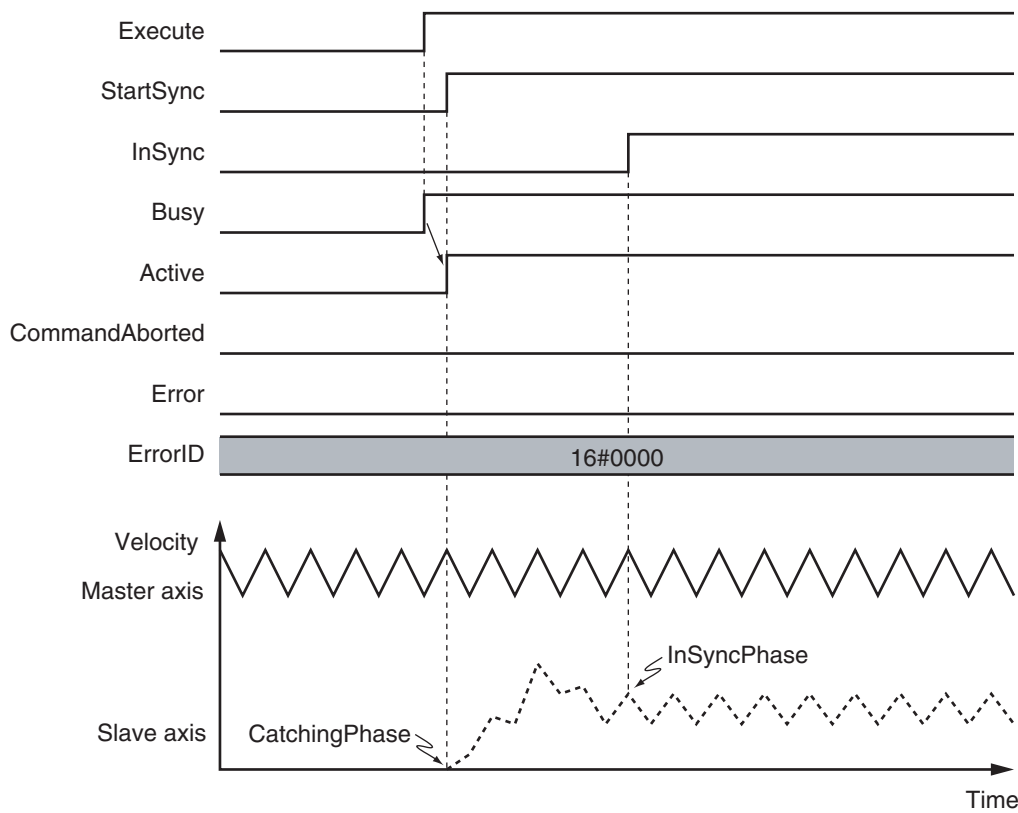 Execute
StartSync
InSync
Busy
Active
CommandAborted
Error
ErrorID
16#0000
Velocity
Master axis
InSyncPhase
Slave axis
CatchingPhase
Time